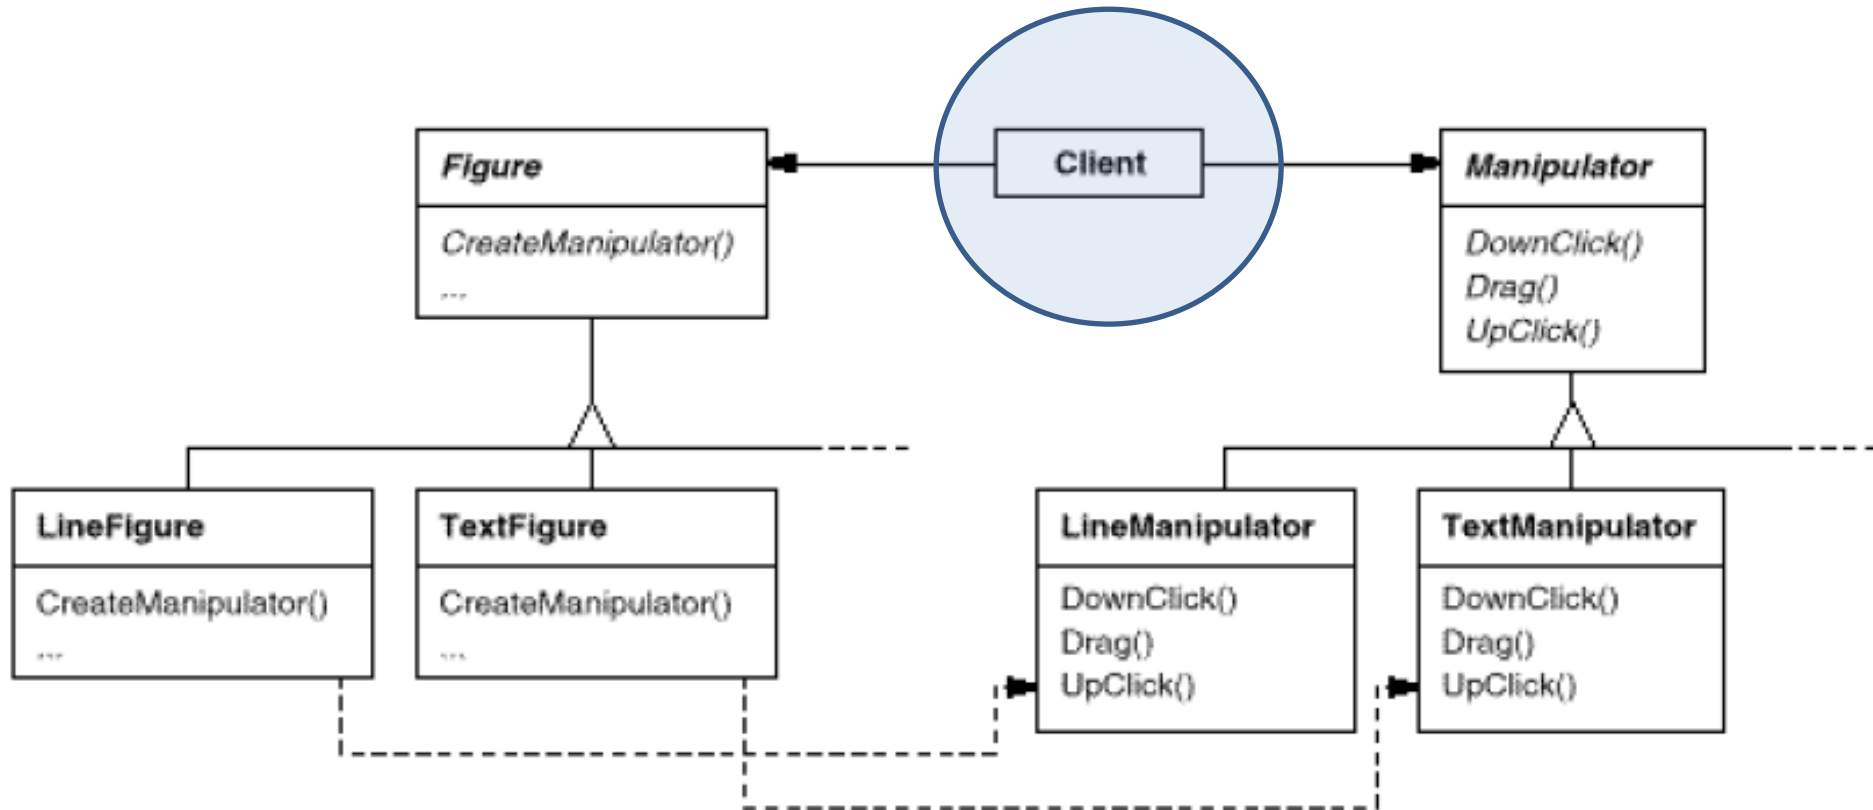 Figure
CreateManipulator()
...
Client
Manipulator
DownClick()
Drag()
UpClick()
LineFigure
CreateManipulator()
...
TextFigure
CreateManipulator()
...
LineManipulator
DownClick()
Drag()
UpClick()
TextManipulator
DownClick()
Drag()
UpClick()